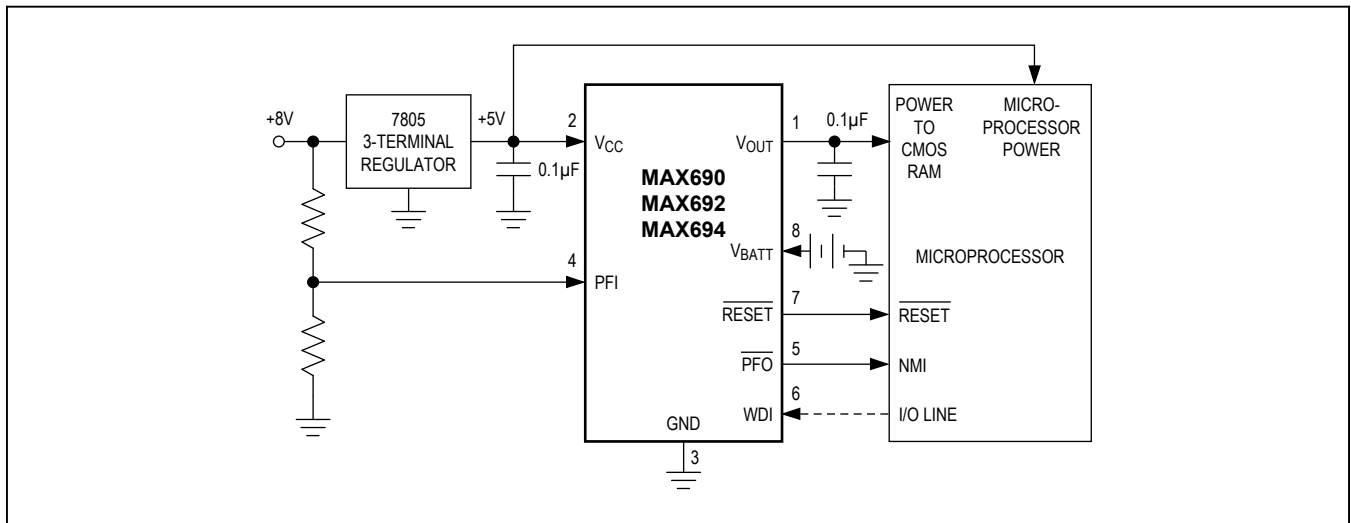 +8V
7805
3-TERMINAL
REGULATOR
+5V
0.1µF
2
VCC
MAX690
MAX692
MAX694
4
PFI
GND
3
1
VOUT
0.1µF
8
VBATT
7
RESET
5
PFO
6
WDI
POWER
TO
CMOS
RAM
MICRO-
PROCESSOR
POWER
MICROPROCESSOR
RESET
NMI
I/O LINE